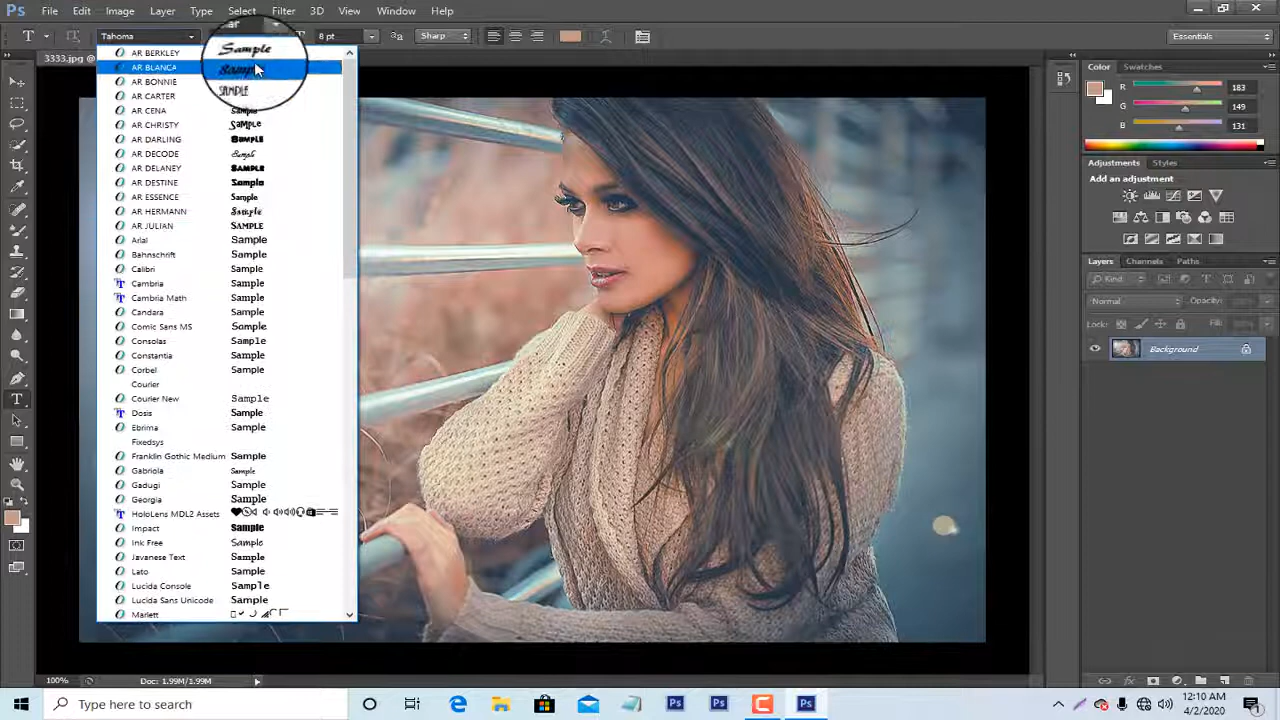 Ps File Edit Image Layer Type Select Filter 3D View Window Help
T Tahoma 8 pt Sharp
3333.jpg @
AR BERKLEY Sample
AR BLANCA Sample
AR BONNIE SAMPLE
AR CARTER
AR CENA Sample
AR CHRISTY Sample
AR DARLING SAMPLE
AR DECODE Sample
AR DELANEY SAMPLE
AR DESTINE Sample
AR ESSENCE Sample
AR HERMANN Sample
AR JULIAN SAMPLE
Arial Sample
Bahnschrift Sample
Calibri Sample
Cambria Sample
Cambria Math Sample
Candara Sample
Comic Sans MS Sample
Consolas Sample
Constantia Sample
Corbel Sample
Courier
Courier New Sample
Dosis Sample
Ebrima Sample
Fixedsys
Franklin Gothic Medium Sample
Gabriola Sample
Gadugi Sample
Georgia Sample
HoloLens MDL2 Assets
Impact Sample
Ink Free Sample
Javanese Text Sample
Lato Sample
Lucida Console Sample
Lucida Sans Unicode Sample
Marlett
Color Swatches
R 183
G 149
B 131
Adjustments Styles
Add an adjustment
Layers Channels Paths
Kind
Normal Opacity:
Lock: Fill:
Background
100% Doc: 1.99M/1.99M
Type here to search
12:10 AM
4/2/2020